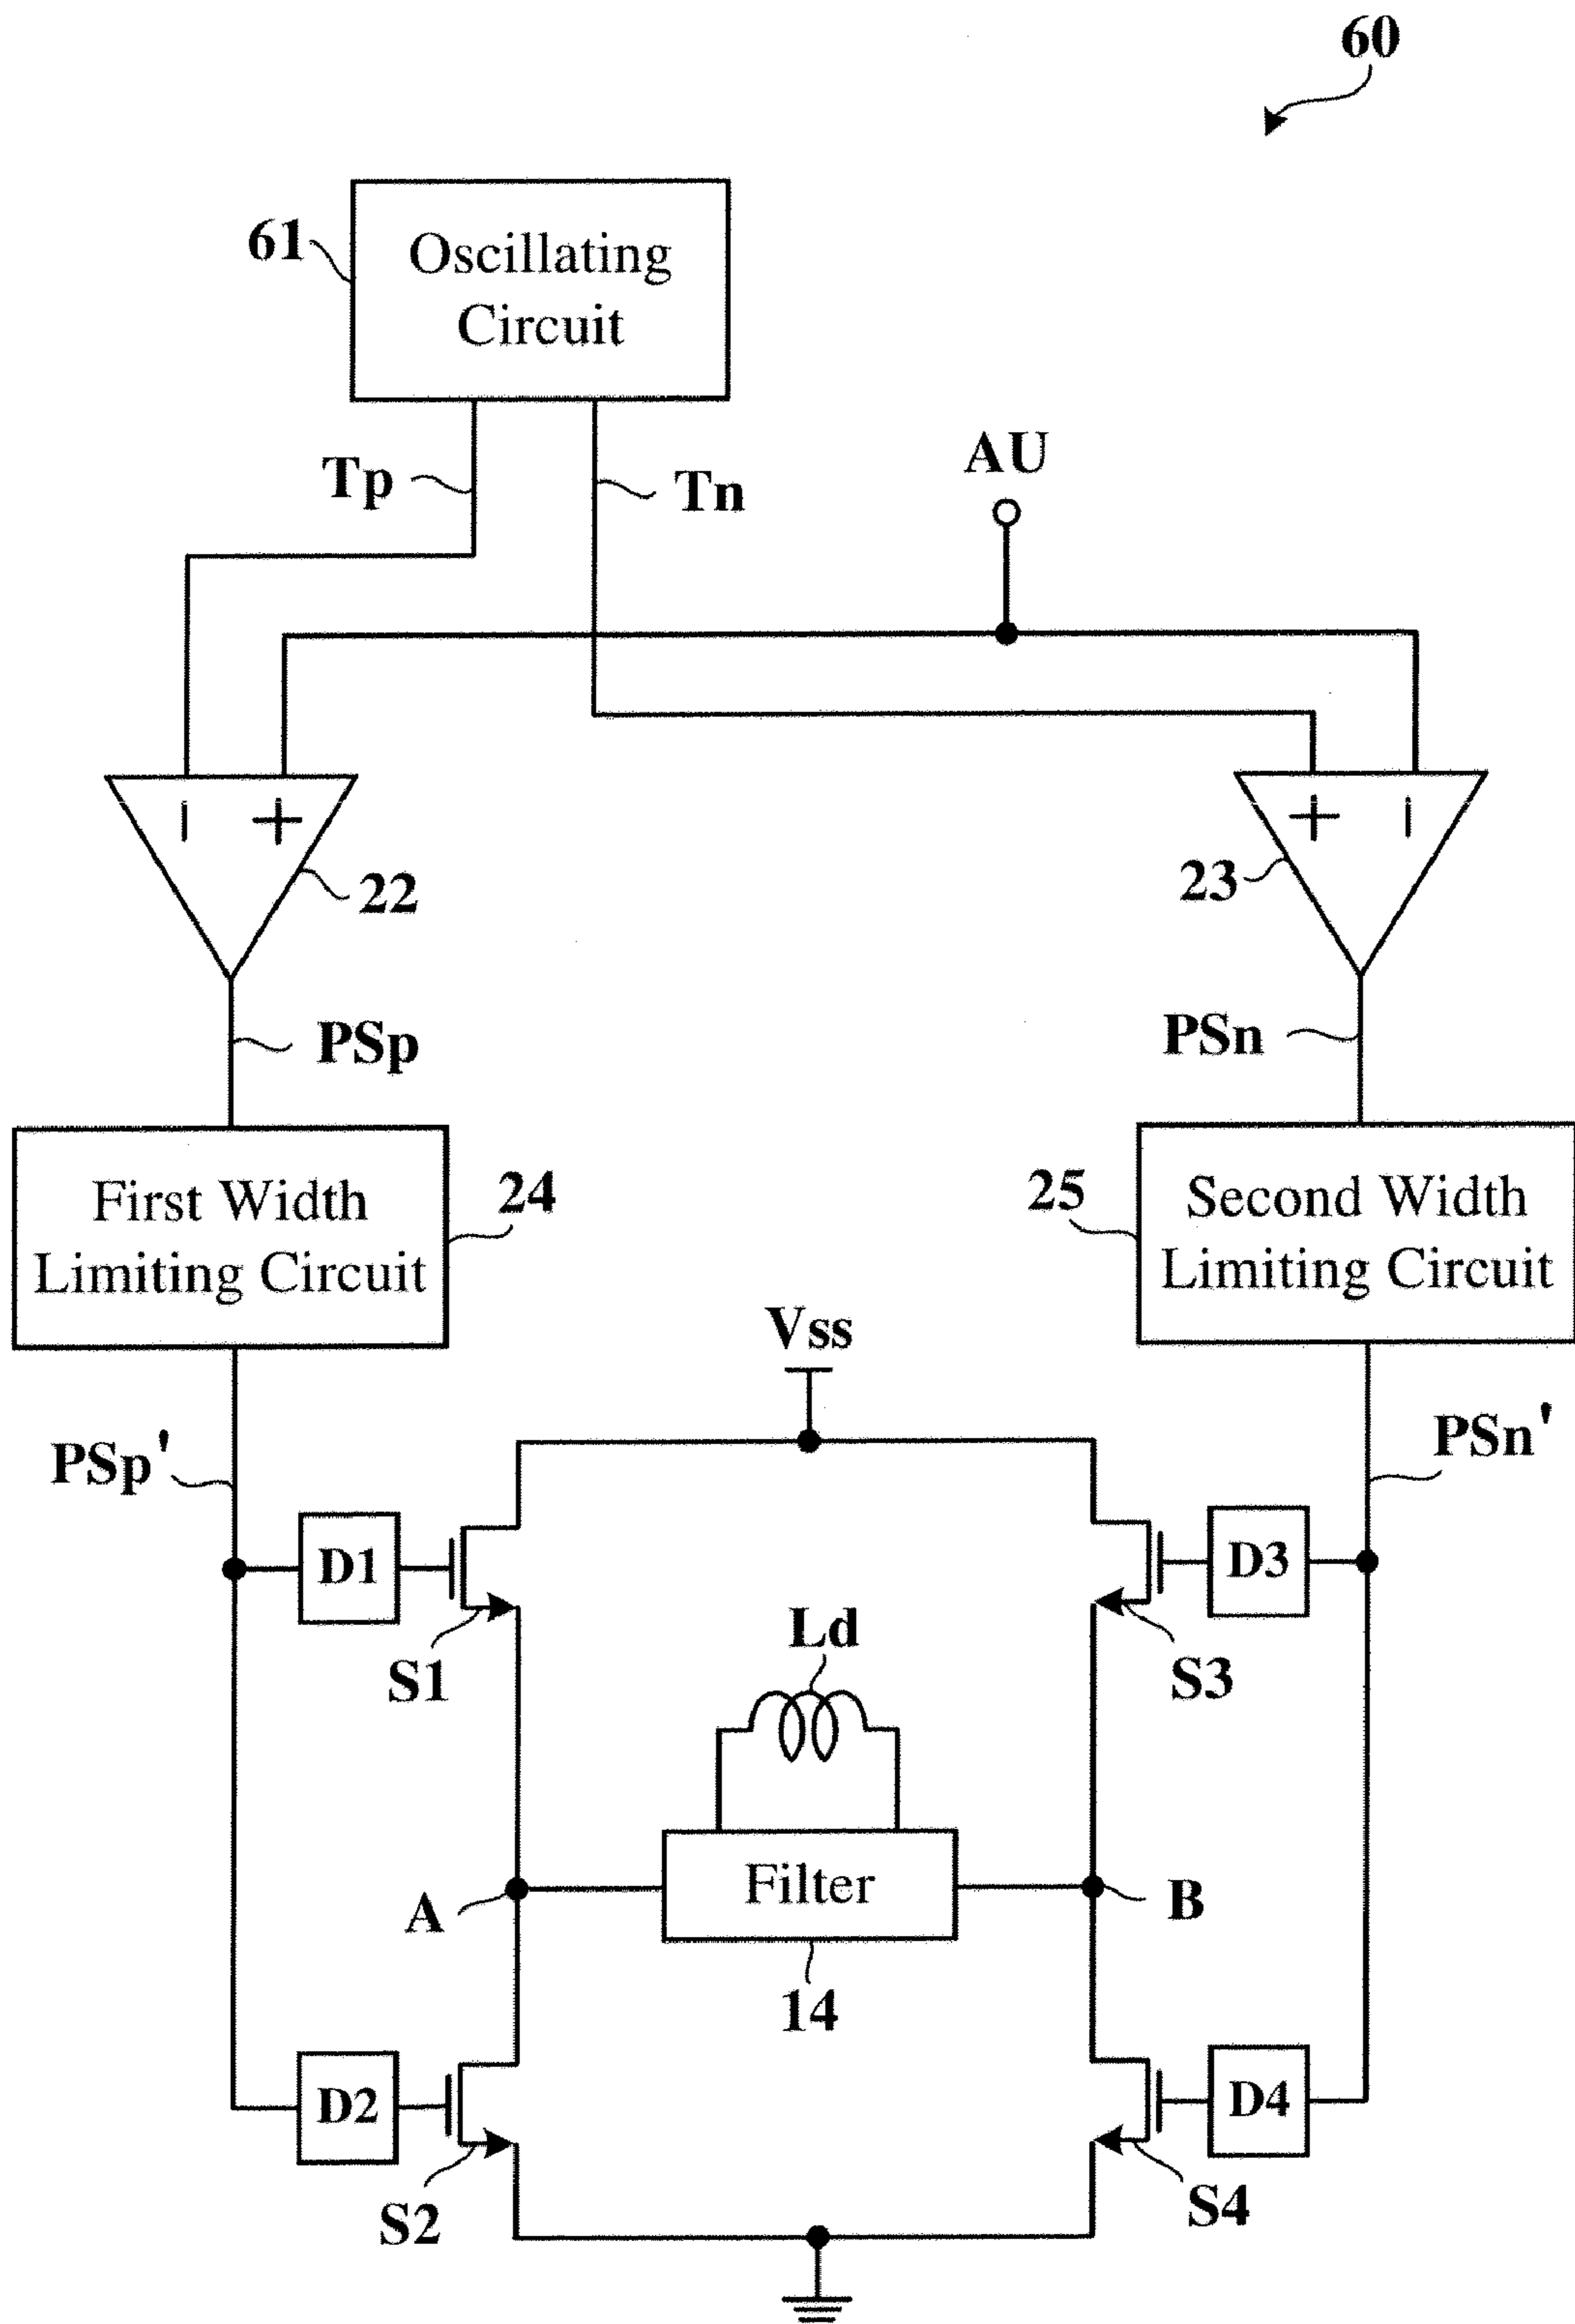 60
61
Oscillating
Circuit
Tp
Tn
AU
22
23
PSp
PSn
First Width
Limiting Circuit
24
25
Second Width
Limiting Circuit
Vss
PSp'
PSn'
D1
D3
S1
Ld
S3
A
Filter
B
14
D2
D4
S2
S4